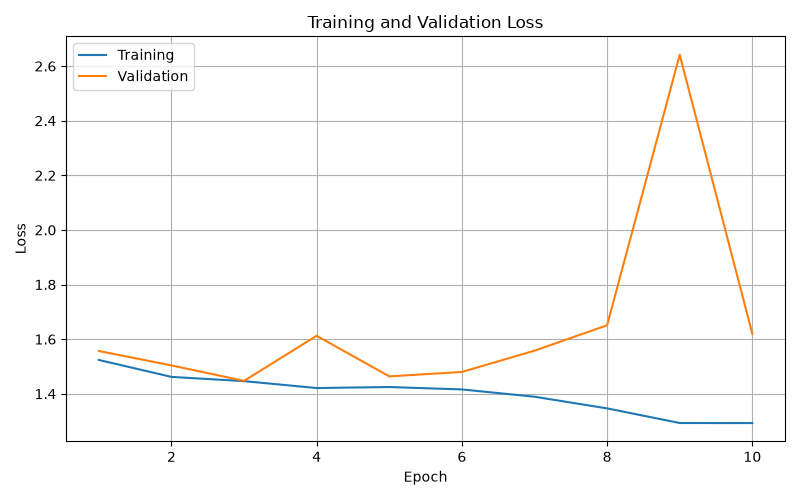 Training and Validation Loss
Training
Validation
2.6
2.4
2.2
2.0
1.8
1.6
1.4
Loss
2 4 6 8 10
Epoch